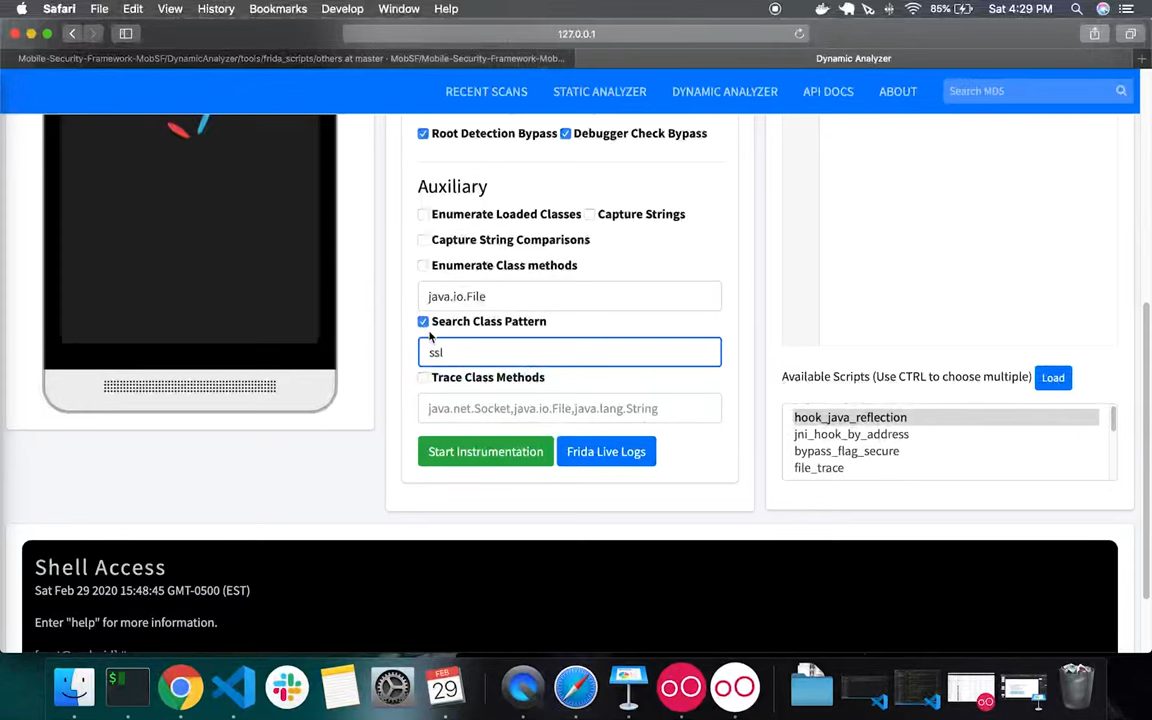 Safari File Edit View History Bookmarks Develop Window Help 85% Sat 4:29 PM
127.0.0.1
Mobile-Security-Framework-MobSF/DynamicAnalyzer/tools/frida_scripts/others at master · MobSF/Mobile-Security-Framework-Mob... Dynamic Analyzer
RECENT SCANS STATIC ANALYZER DYNAMIC ANALYZER API DOCS ABOUT Search MD5
Root Detection Bypass Debugger Check Bypass
Auxiliary
Enumerate Loaded Classes Capture Strings
Capture String Comparisons
Enumerate Class methods
java.io.File
Search Class Pattern
ssl
Trace Class Methods
java.net.Socket,java.io.File,java.lang.String
Start Instrumentation Frida Live Logs
Available Scripts (Use CTRL to choose multiple) Load
hook_java_reflection
jni_hook_by_address
bypass_flag_secure
file_trace
Shell Access
Sat Feb 29 2020 15:48:45 GMT-0500 (EST)
Enter "help" for more information.
$
FEB
29